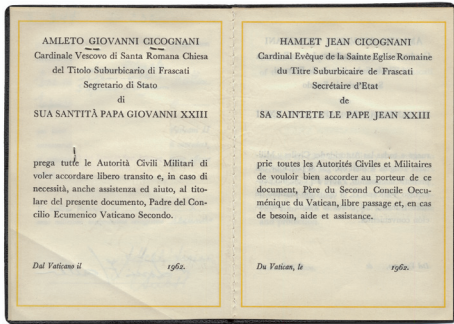 AMLETO GIOVANNI CICOGNANI
Cardinale Vescovo di Santa Romana Chiesa
del Titolo Suburbicario di Frascati
Segretario di Stato
di
SUA SANTITÀ PAPA GIOVANNI XXIII
prega tutte le Autorità Civili Militari di
voler accordare libero transito e, in caso di
necessità, anche assistenza ed aiuto, al tito-
lare del presente documento, Padre del Con-
cilio Ecumenico Vaticano Secondo.
Dal Vaticano il 1962.
HAMLET JEAN CICOGNANI
Cardinal Evêque de la Sainte Eglise Romaine
du Titre Suburbicaire de Frascati
Secrétaire d'Etat
de
SA SAINTETE LE PAPE JEAN XXIII
prie toutes les Autorités Civiles et Militaires
de vouloir bien accorder au porteur de ce
document, Père du Second Concile Oecu-
ménique du Vatican, libre passage et, en cas
de besoin, aide et assistance.
Du Vatican, le 1962.